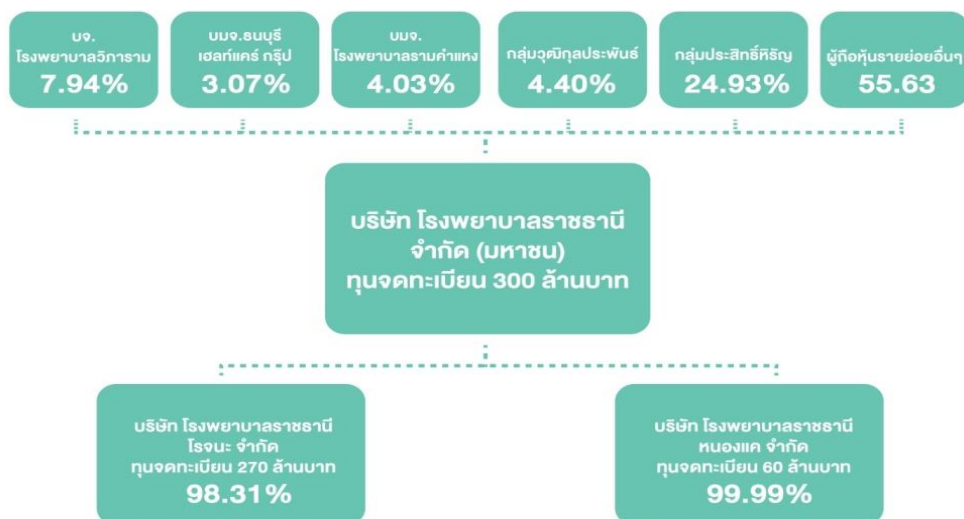 บจ.
โรงพยาบาลวิภาราม
7.94%
บมจ.ธนบุรี
เฮลท์แคร์ กรุ๊ป
3.07%
บมจ.
โรงพยาบาลรามคำแหง
4.03%
กลุ่มวุฒิกุลประพันธ์
4.40%
กลุ่มประสิทธิ์หิรัญ
24.93%
ผู้ถือหุ้นรายย่อยอื่นๆ
55.63
บริษัท โรงพยาบาลราชธานี
จำกัด (มหาชน)
ทุนจดทะเบียน 300 ล้านบาท
บริษัท โรงพยาบาลราชธานี
โรจนะ จำกัด
ทุนจดทะเบียน 270 ล้านบาท
98.31%
บริษัท โรงพยาบาลราชธานี
หนองแค จำกัด
ทุนจดทะเบียน 60 ล้านบาท
99.99%